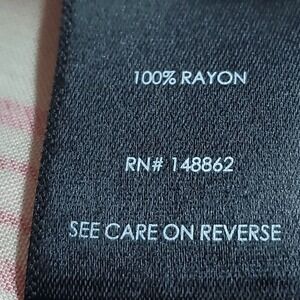 100% RAYON
RN# 148862
SEE CARE ON REVERSE